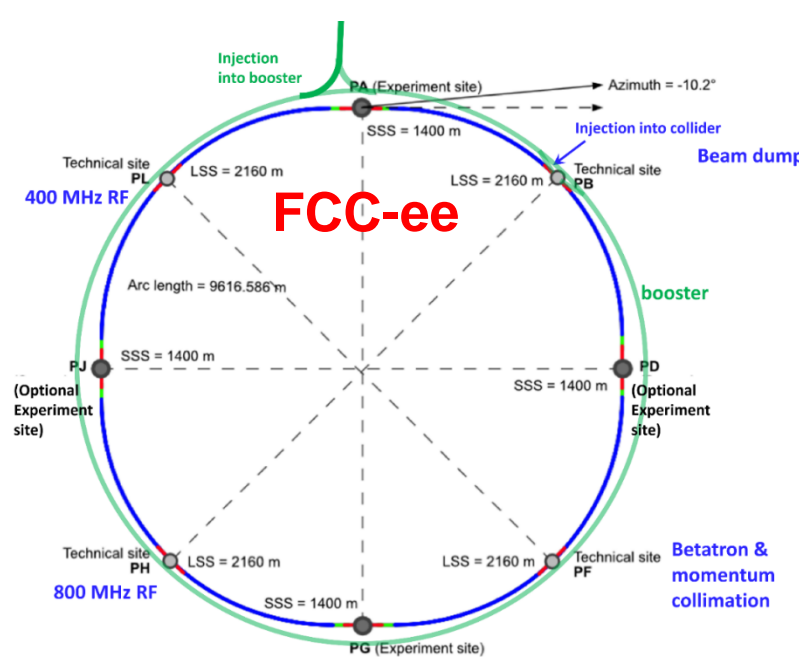 Injection
into booster
PA (Experiment site)
Azimuth = -10.2°
SSS = 1400 m
Injection into collider
Beam dump
Technical site
PL
LSS = 2160 m
400 MHz RF
LSS = 2160 m
Technical site
PB
FCC-ee
Arc length = 9616.586 m
booster
PJ
SSS = 1400 m
PD
SSS = 1400 m
(Optional
Experiment
site)
(Optional
Experiment
site)
Technical site
PH
LSS = 2160 m
800 MHz RF
LSS = 2160 m
Technical site
PF
Betatron &
momentum
collimation
SSS = 1400 m
PG (Experiment site)